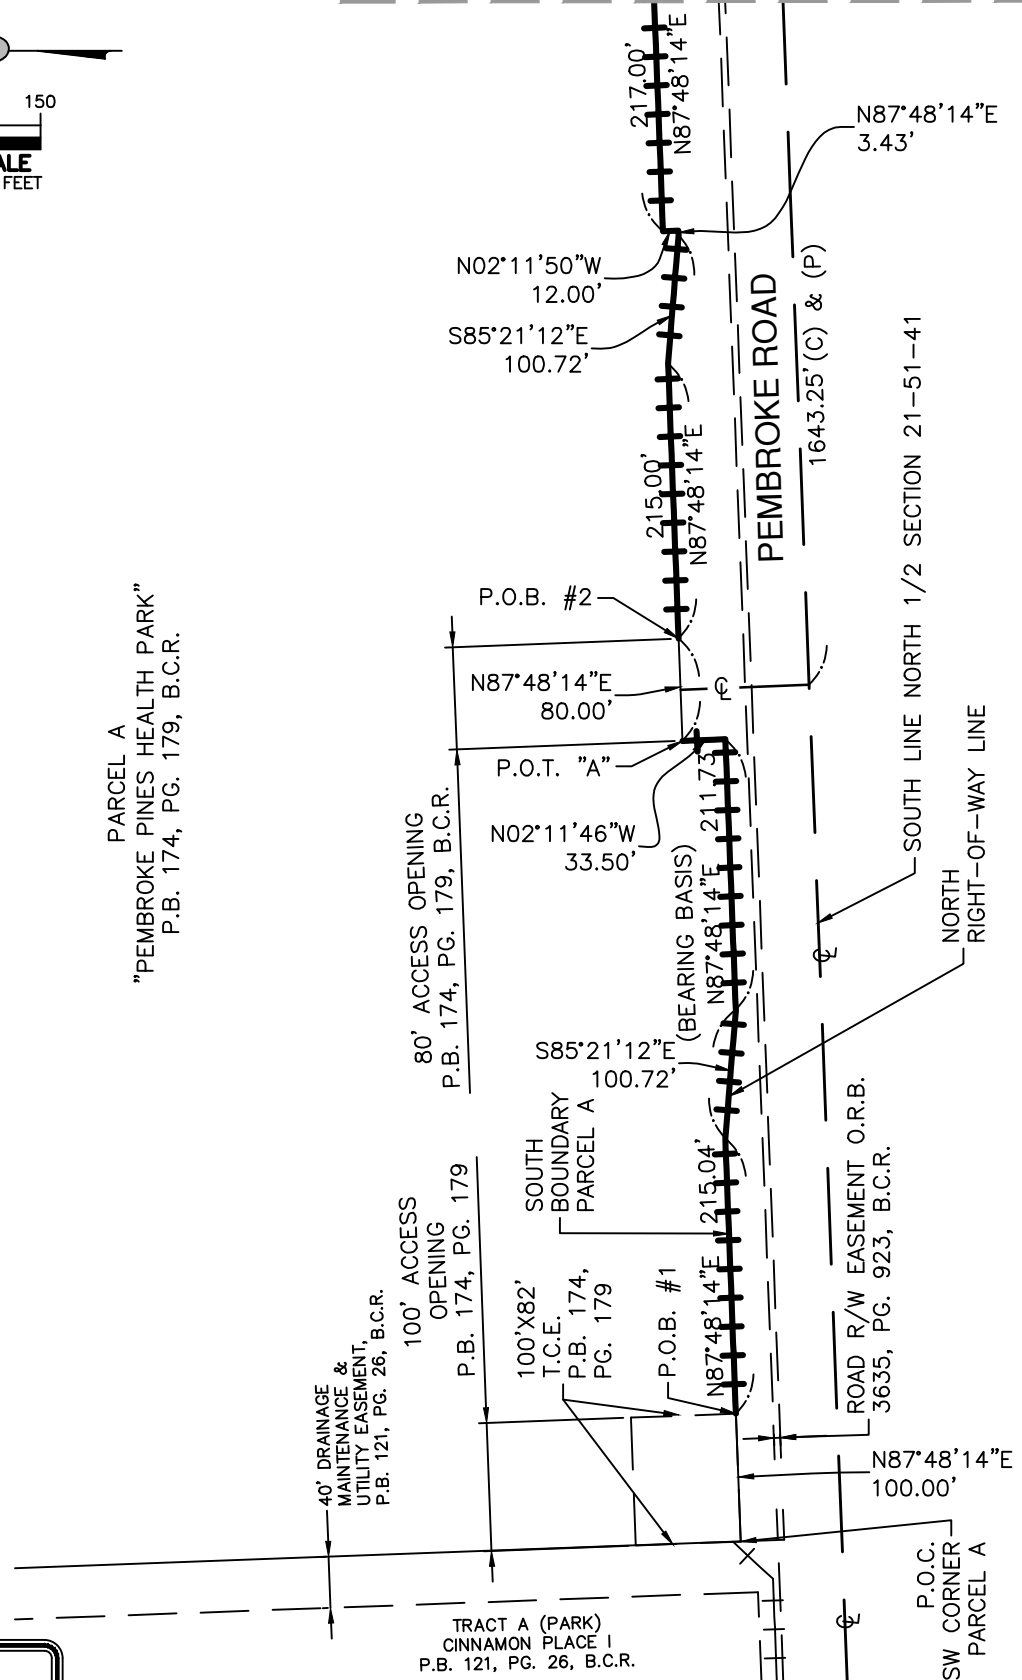 150
ALE
FEET
217.00'
N87°48'14"E
N87°48'14"E
3.43'
N02°11'50"W
12.00'
S85°21'12"E
100.72'
PEMBROKE ROAD
1643.25'(C) & (P)
SOUTH LINE NORTH 1/2 SECTION 21-51-41
215.00'
N87°48'14"E
P.O.B. #2
N87°48'14"E
80.00'
P.O.T. "A"
N02°11'46"W
33.50'
PARCEL A
"PEMBROKE PINES HEALTH PARK"
P.B. 174, PG. 179, B.C.R.
80' ACCESS OPENING
P.B. 174, PG. 179, B.C.R.
211.73'
N87°48'14"E
(BEARING BASIS)
NORTH
RIGHT-OF-WAY LINE
S85°21'12"E
100.72'
SOUTH
BOUNDARY
PARCEL A
215.04'
N87°48'14"E
100' ACCESS
OPENING
P.B. 174, PG. 179
100'X82'
T.C.E.
P.B. 174,
PG. 179
P.O.B. #1
ROAD R/W EASEMENT O.R.B.
3635, PG. 923, B.C.R.
40' DRAINAGE
MAINTENANCE &
UTILITY EASEMENT,
P.B. 121, PG. 26, B.C.R.
N87°48'14"E
100.00'
P.O.C.
SW CORNER
PARCEL A
TRACT A (PARK)
CINNAMON PLACE I
P.B. 121, PG. 26, B.C.R.